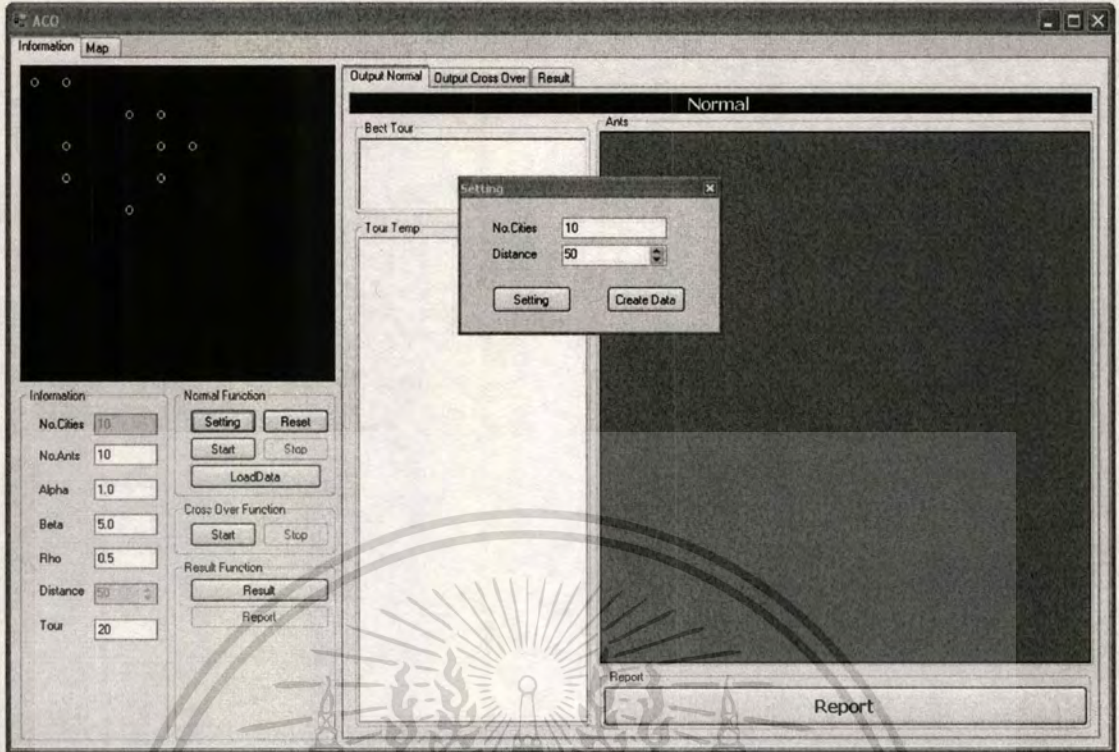 ACO
Information Map
Output Normal Output Cross Over Result
Normal
Best Tour
Ants
Setting
No.Cities 10
Distance 50
Setting Create Data
Tour Temp
Information
No.Cities 10
No.Ants 10
Alpha 1.0
Beta 5.0
Rho 0.5
Distance 50
Tour 20
Normal Function
Setting Reset
Start Stop
LoadData
Cross Over Function
Start Stop
Result Function
Result
Report
Report
Report